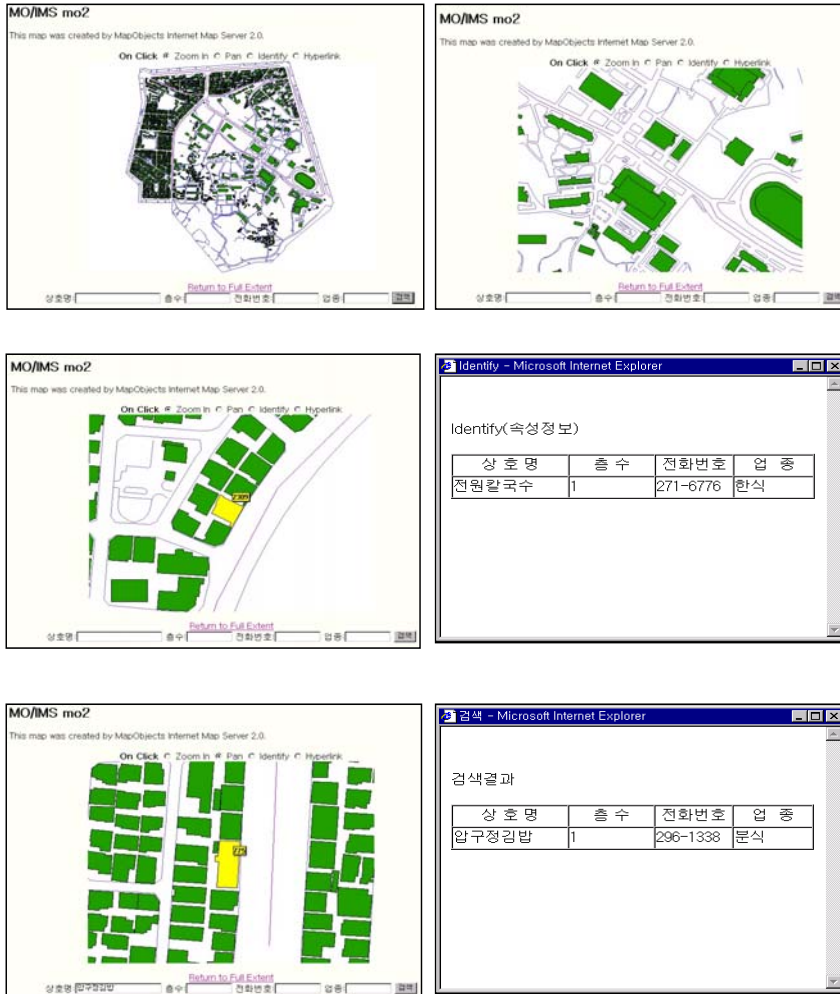 MO/IMS mo2
This map was created by MapObjects Internet Map Server 2.0.
On Click Zoom In Pan Identify Hyperlink
Return to Full Extent
상호명 층수 전화번호 업종 검색
MO/IMS mo2
This map was created by MapObjects Internet Map Server 2.0.
On Click Zoom In Pan Identify Hyperlink
Return to Full Extent
상호명 층수 전화번호 업종 검색
MO/IMS mo2
This map was created by MapObjects Internet Map Server 2.0.
On Click Zoom In Pan Identify Hyperlink
Return to Full Extent
상호명 층수 전화번호 업종 검색
Identify - Microsoft Internet Explorer
Identify(속성정보)
상 호 명 층 수 전화번호 업 종
전원칼국수 1 271-6776 한식
MO/IMS mo2
This map was created by MapObjects Internet Map Server 2.0.
On Click Zoom In Pan Identify Hyperlink
275
Return to Full Extent
상호명 압구정김밥 층수 전화번호 업종 검색
검색 - Microsoft Internet Explorer
검색결과
상 호 명 층 수 전화번호 업 종
압구정김밥 1 296-1338 분식